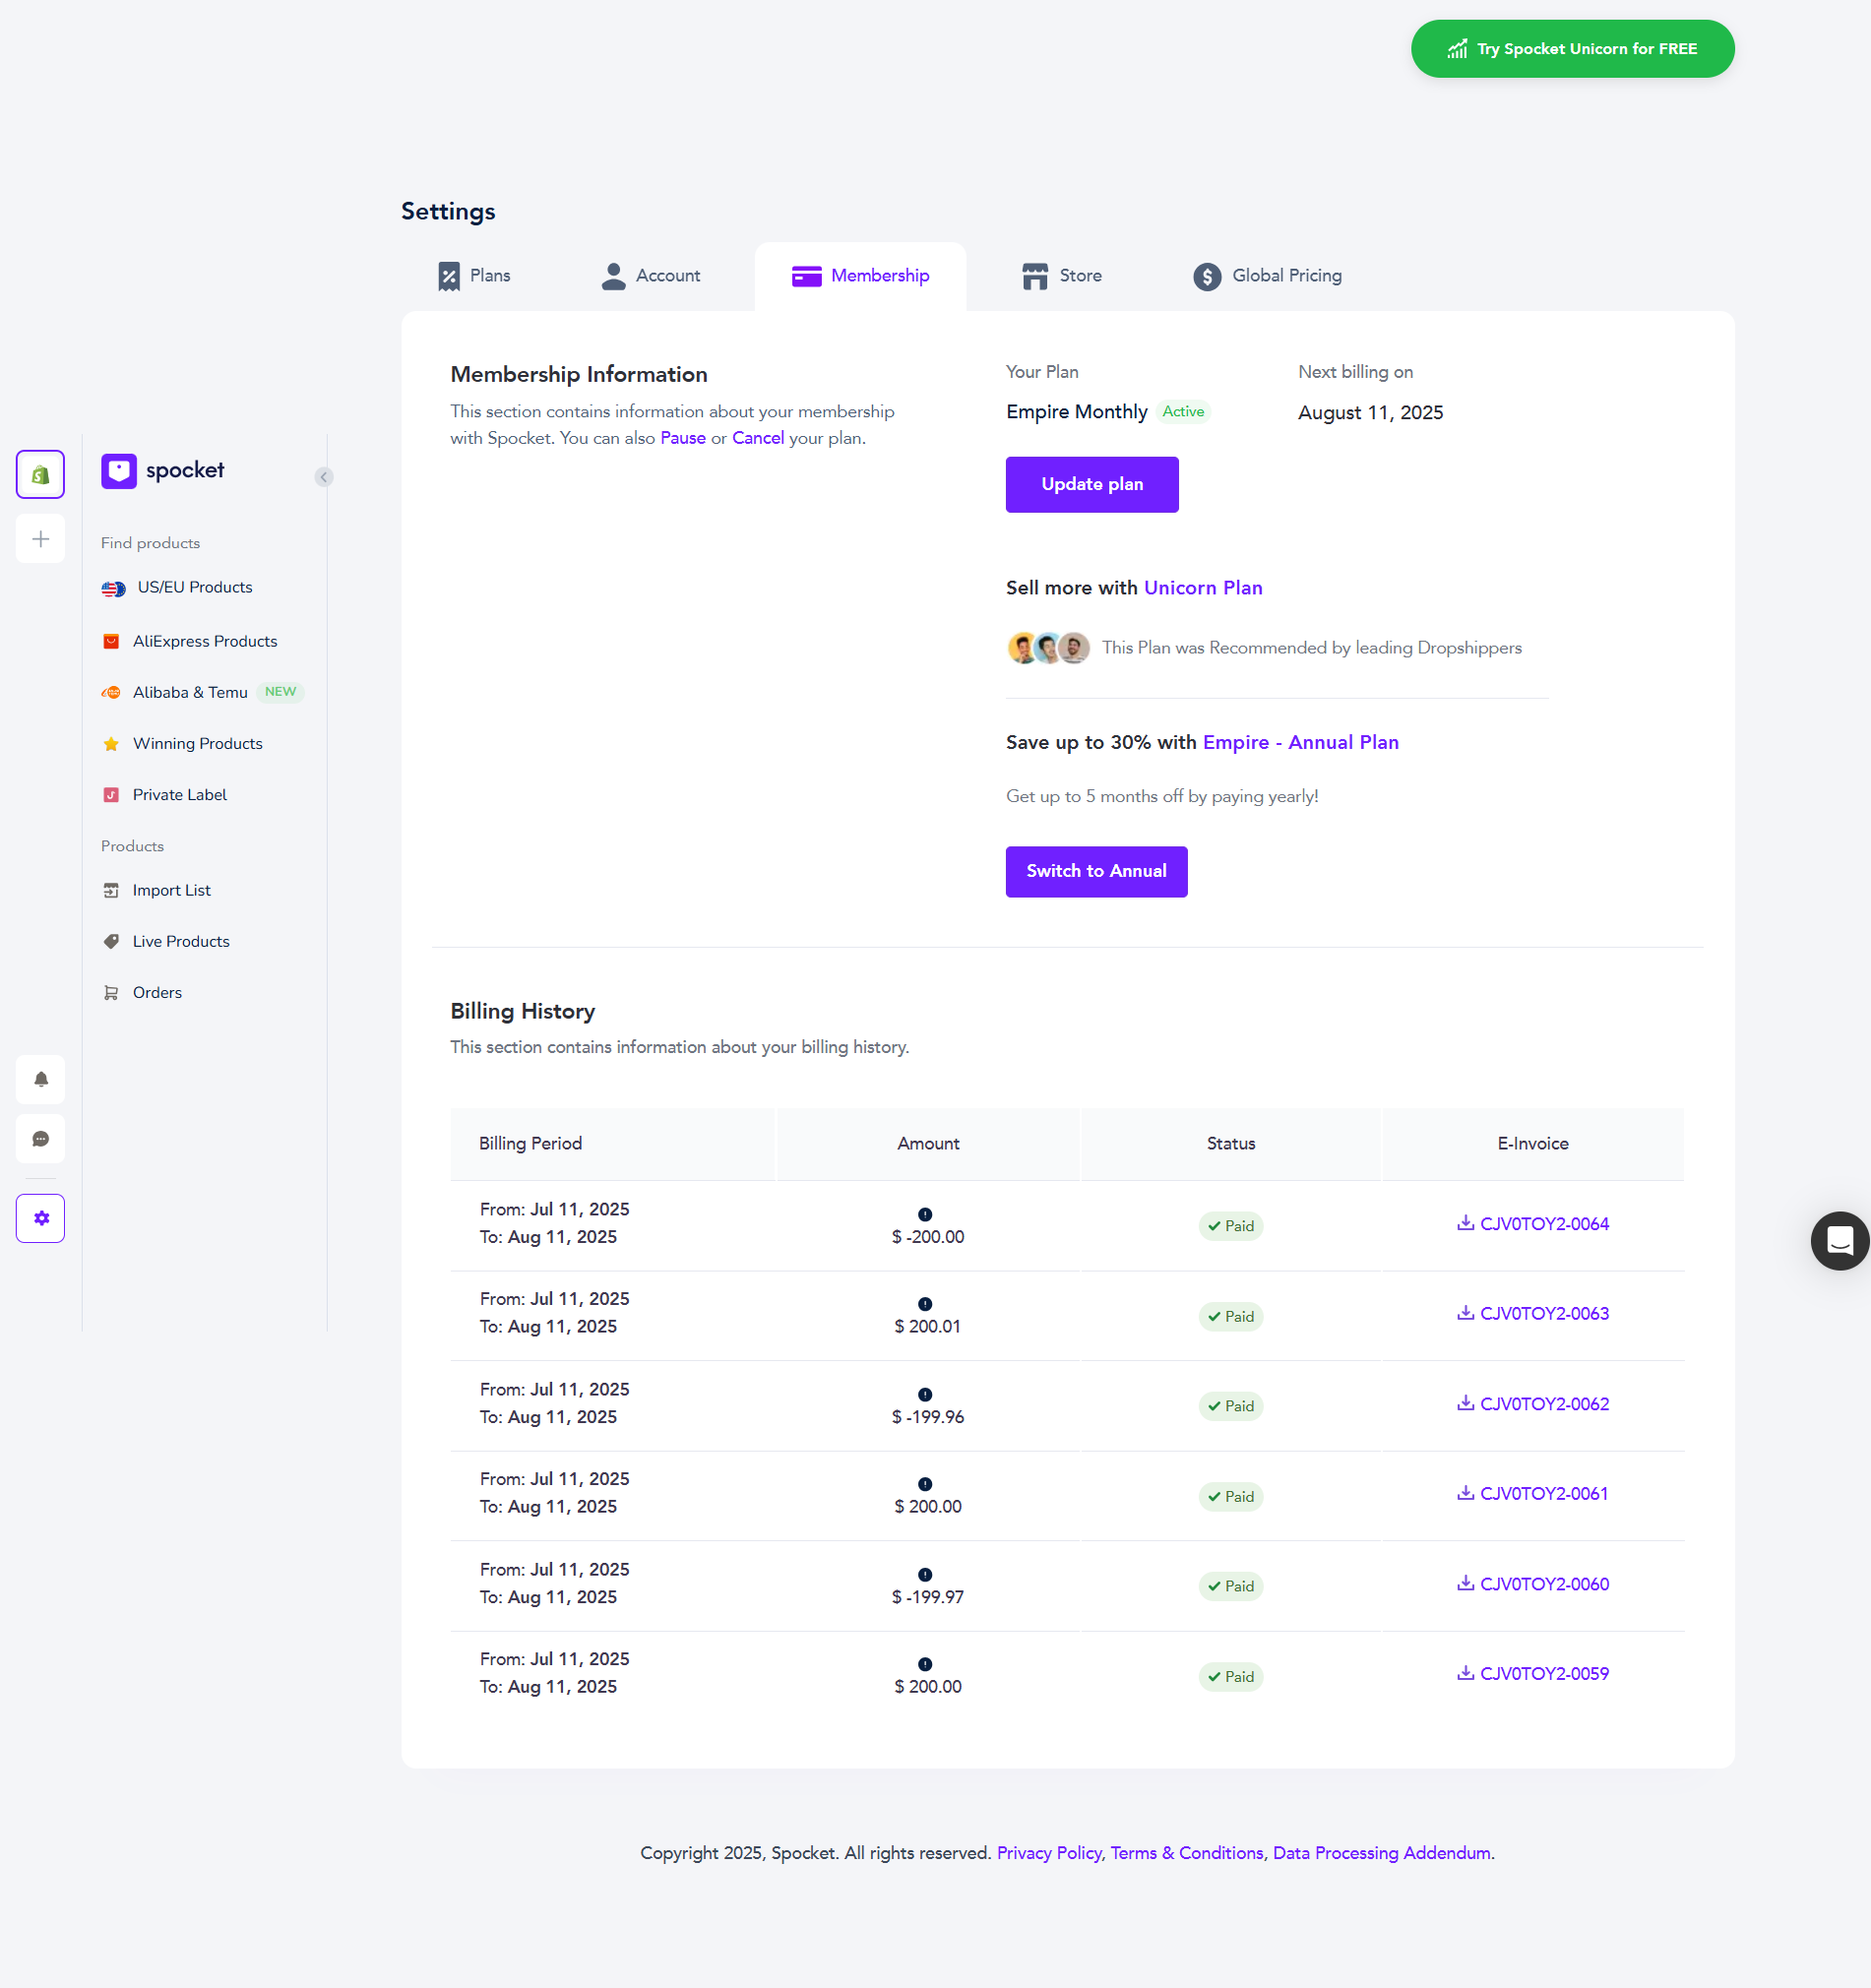 Try Spocket Unicorn for FREE
Settings
Plans
Account
Membership
Store
Global Pricing
spocket
Find products
US/EU Products
AliExpress Products
Alibaba & Temu NEW
Winning Products
Private Label
Products
Import List
Live Products
Orders
Membership Information
This section contains information about your membership
with Spocket. You can also Pause or Cancel your plan.
Your Plan
Empire Monthly Active
Next billing on
August 11, 2025
Update plan
Sell more with Unicorn Plan
This Plan was Recommended by leading Dropshippers
Save up to 30% with Empire - Annual Plan
Get up to 5 months off by paying yearly!
Switch to Annual
Billing History
This section contains information about your billing history.
Billing Period Amount Status E-Invoice
From: Jul 11, 2025
To: Aug 11, 2025
$ -200.00
Paid
CJV0TOY2-0064
From: Jul 11, 2025
To: Aug 11, 2025
$ 200.01
Paid
CJV0TOY2-0063
From: Jul 11, 2025
To: Aug 11, 2025
$ -199.96
Paid
CJV0TOY2-0062
From: Jul 11, 2025
To: Aug 11, 2025
$ 200.00
Paid
CJV0TOY2-0061
From: Jul 11, 2025
To: Aug 11, 2025
$ -199.97
Paid
CJV0TOY2-0060
From: Jul 11, 2025
To: Aug 11, 2025
$ 200.00
Paid
CJV0TOY2-0059
Copyright 2025, Spocket. All rights reserved. Privacy Policy, Terms & Conditions, Data Processing Addendum.